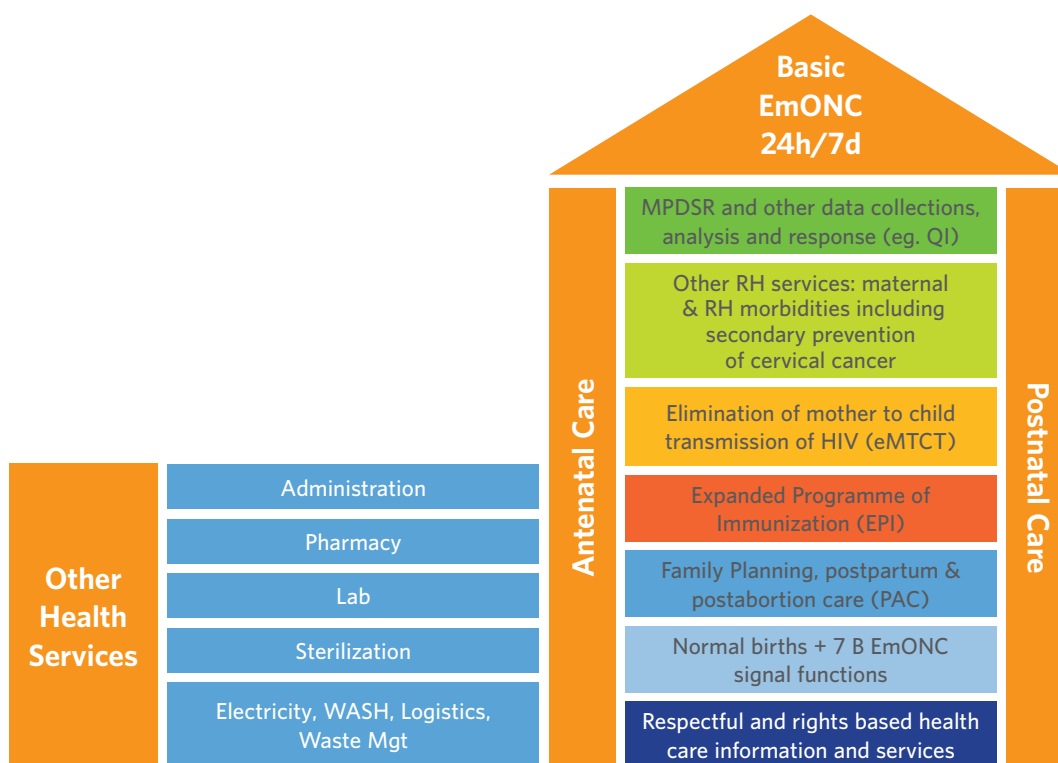 Basic
EmONC
24h/7d
MPDSR and other data collections,
analysis and response (eg. QI)
Other RH services: maternal
& RH morbidities including
secondary prevention
of cervical cancer
Elimination of mother to child
transmission of HIV (eMTCT)
Expanded Programme of
Immunization (EPI)
Family Planning, postpartum &
postabortion care (PAC)
Normal births + 7 B EmONC
signal functions
Respectful and rights based health
care information and services
Antenatal Care
Postnatal Care
Other
Health
Services
Administration
Pharmacy
Lab
Sterilization
Electricity, WASH, Logistics,
Waste Mgt